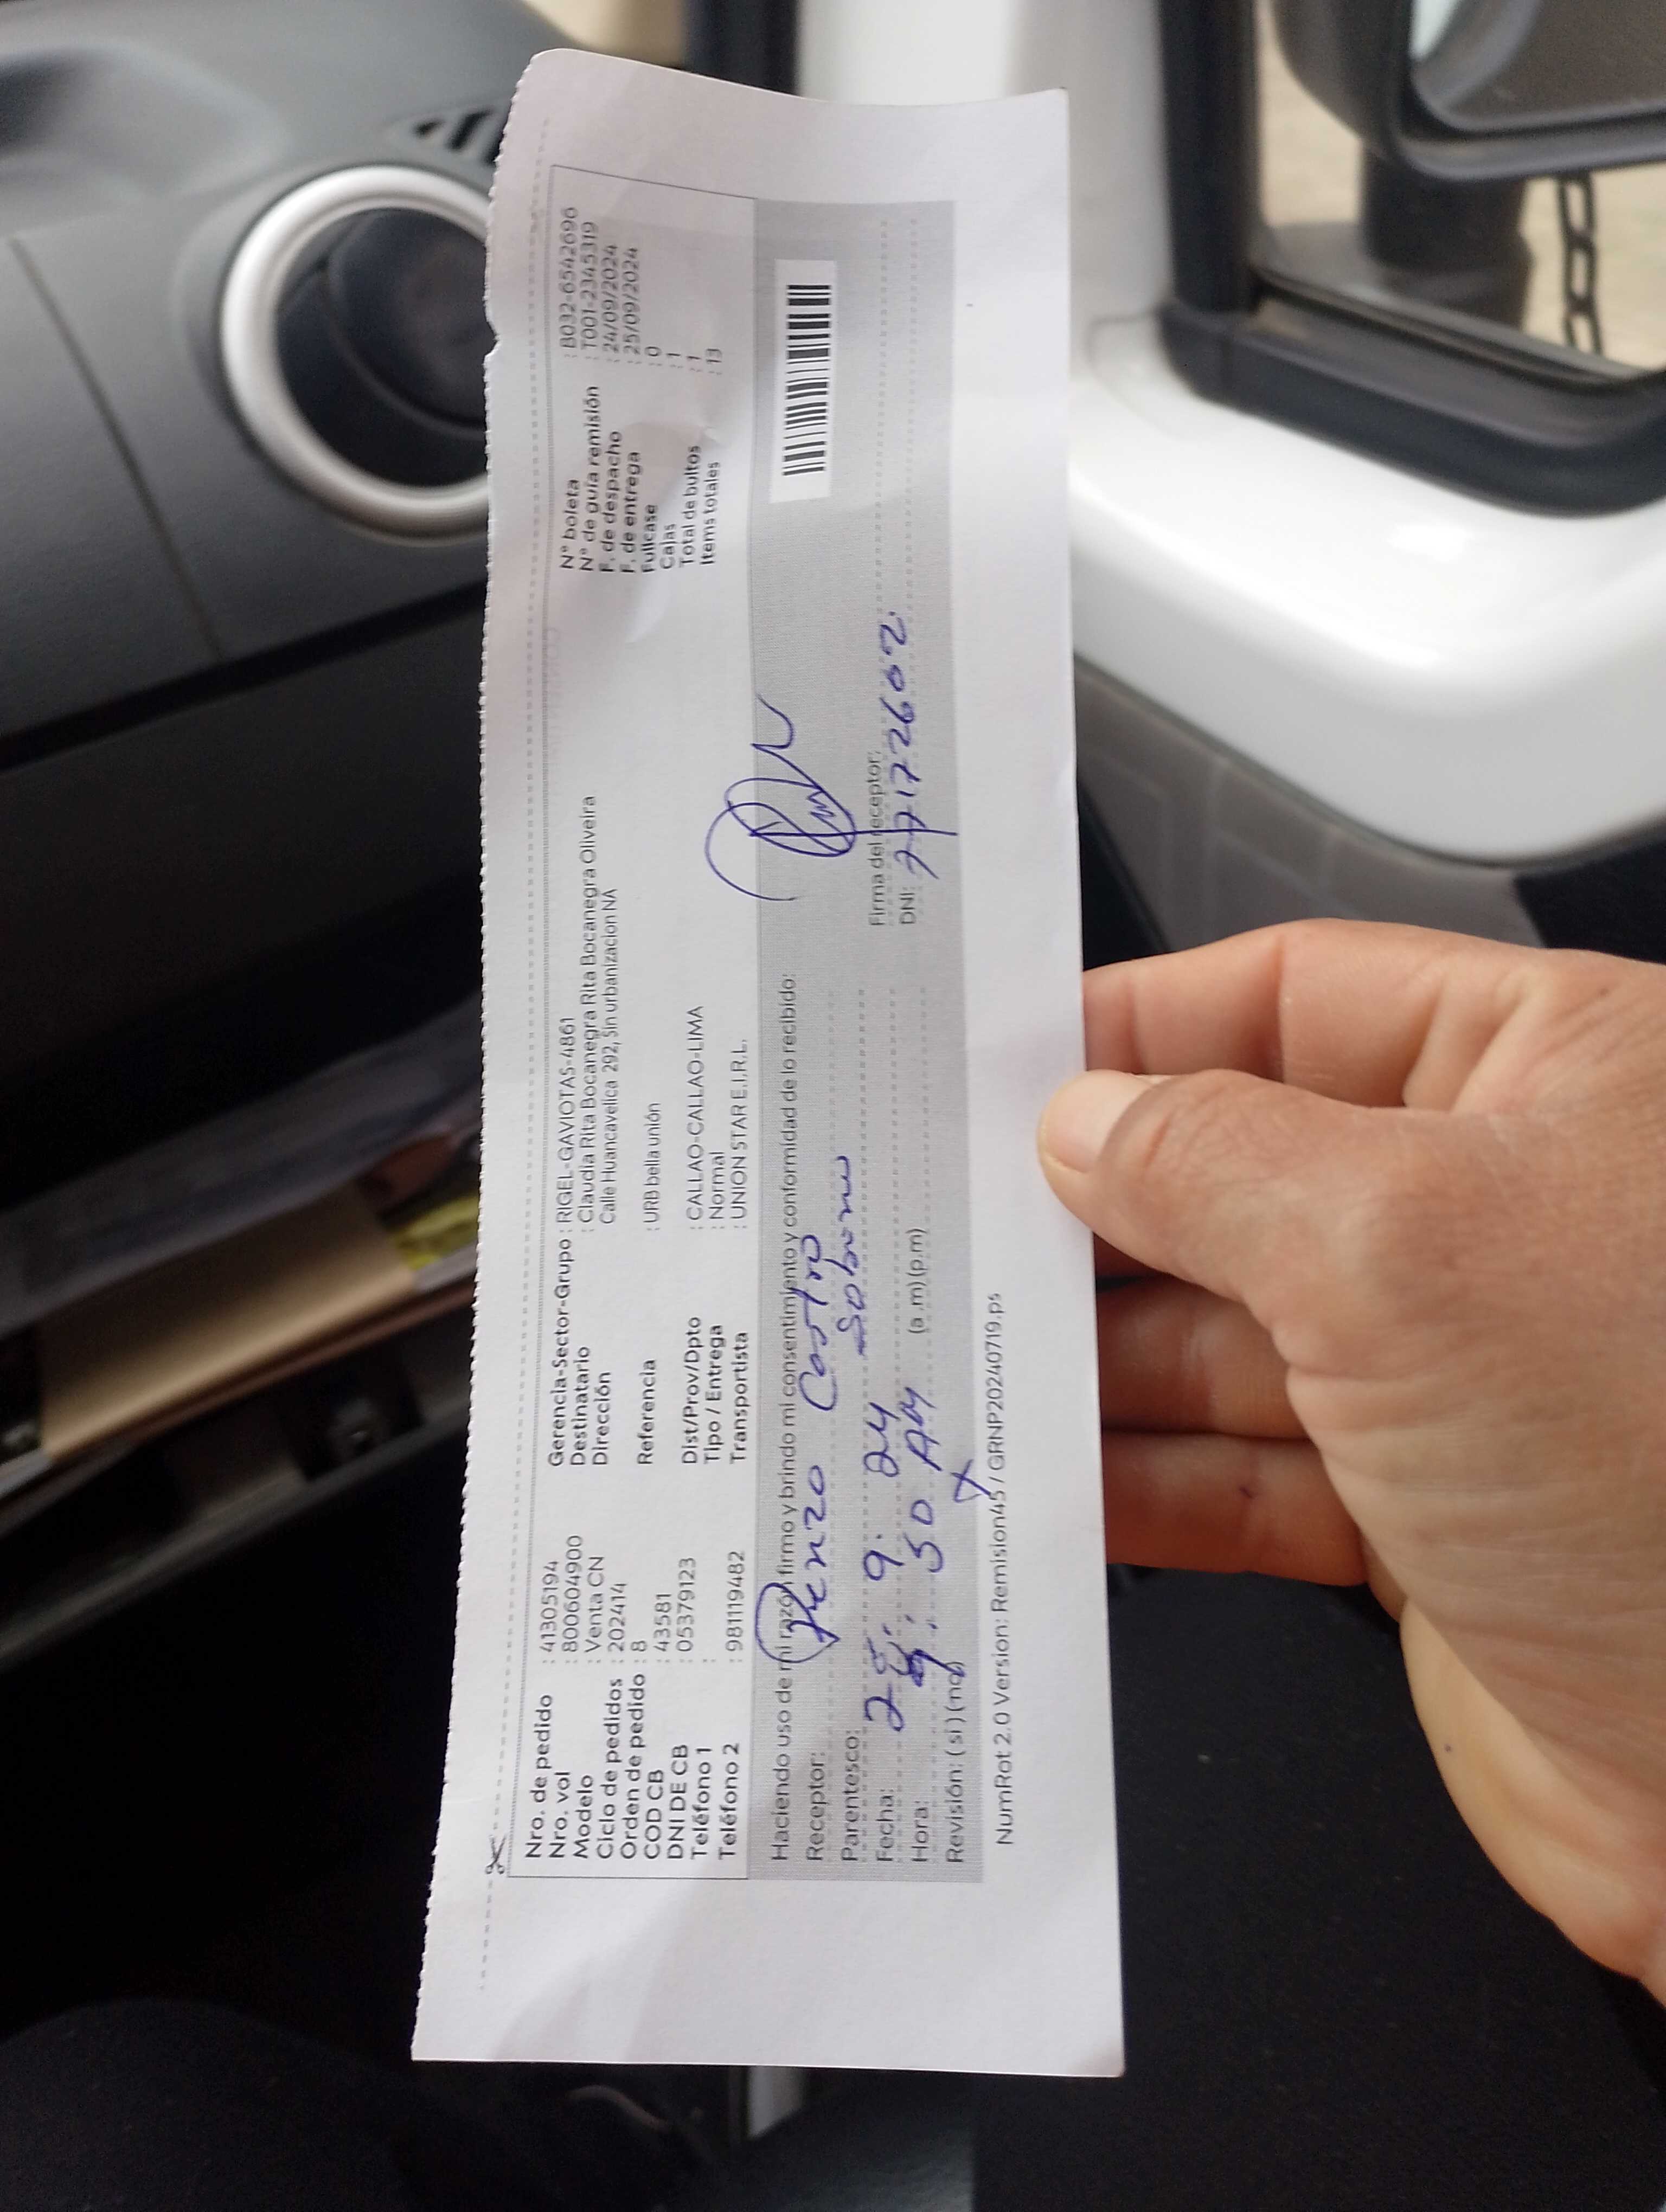 Nro. de pedido : 41305194
Nro. vol : 800604900
Modelo : Venta CN
Ciclo de pedidos : 202414
Orden de pedido : 8
COD CB : 43581
DNI DE CB : 05379123
Teléfono 1 :
Teléfono 2 : 981119482
Gerencia-Sector-Grupo : RIGEL-GAVIOTAS-4861
Destinatario : Claudia Rita Bocanegra Rita Bocanegra Oliveira
Dirección Calle Huancavelica 292, Sin urbanizacion NA
Referencia : URB bella unión
Dist/Prov/Dpto : CALLAO-CALLAO-LIMA
Tipo / Entrega : Normal
Transportista : UNION STAR E.I.R.L.
N° boleta : B032-6542696
N° de guía remisión : T001-2345319
F. de despacho : 24/09/2024
F. de entrega : 25/09/2024
Fullcase : 0
Cajas : 1
Total de bultos : 1
Items totales : 13
Haciendo uso de mi razón firmo y brindo mi consentimiento y conformidad de lo recibido:
Receptor: Renzo Castro
Parentesco: Sobrino
Fecha: 25. 9. 24
Hora: 50 AM (a.m) (p.m)
Revisión: ( si ) ( no )
Firma del receptor:
DNI: 77172602
NumRot 2.0 Version: Remision45 / GRNP20240719.ps